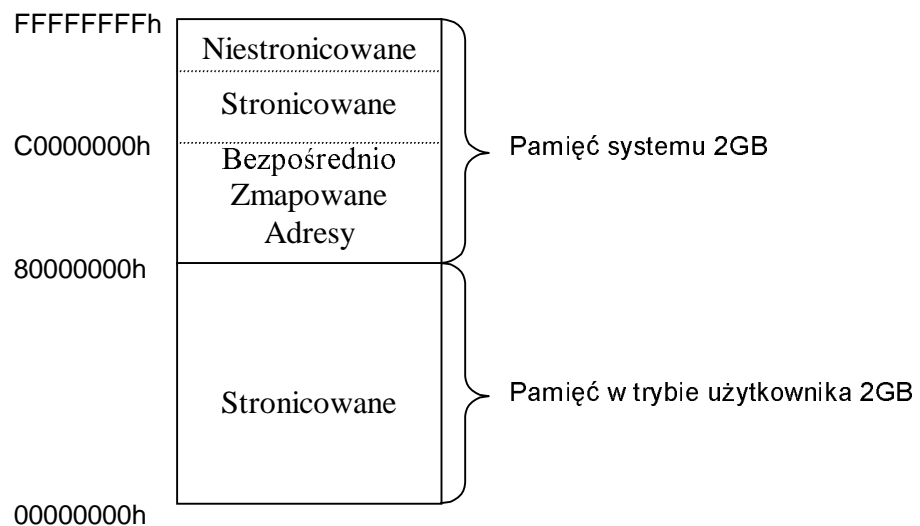 FFFFFFFFh
Niestronicowane
Stronicowane
C0000000h
Pamięć systemu 2GB
Bezpośrednio
Zmapowane
Adresy
80000000h
Stronicowane
Pamięć w trybie użytkownika 2GB
00000000h